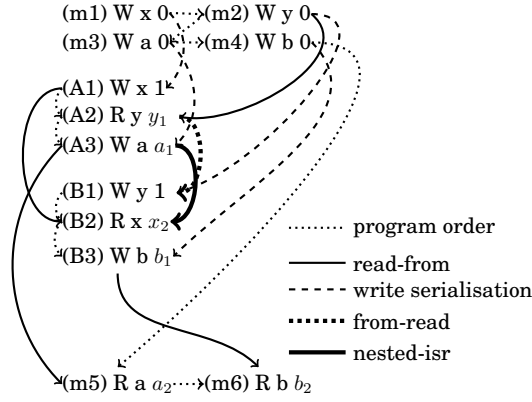 (m1) W x 0 (m2) W y 0
(m3) W a 0 (m4) W b 0
(A1) W x 1
(A2) R y y₁
(A3) W a a₁
(B1) W y 1
(B2) R x x₂
(B3) W b b₁
program order
read-from
write serialisation
from-read
nested-isr
(m5) R a a₂ (m6) R b b₂